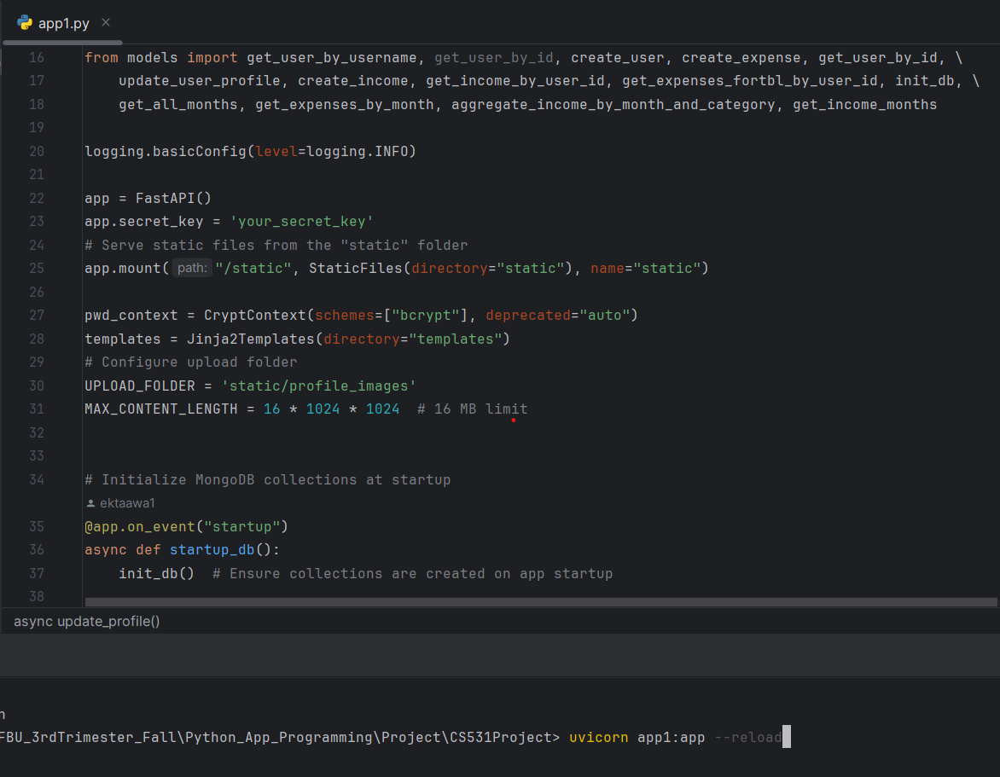 app1.py ×
16 from models import get_user_by_username, get_user_by_id, create_user, create_expense, get_user_by_id, \
17     update_user_profile, create_income, get_income_by_user_id, get_expenses_fortbl_by_user_id, init_db, \
18     get_all_months, get_expenses_by_month, aggregate_income_by_month_and_category, get_income_months
19
20 logging.basicConfig(level=logging.INFO)
21
22 app = FastAPI()
23 app.secret_key = 'your_secret_key'
24 # Serve static files from the "static" folder
25 app.mount( path: "/static", StaticFiles(directory="static"), name="static")
26
27 pwd_context = CryptContext(schemes=["bcrypt"], deprecated="auto")
28 templates = Jinja2Templates(directory="templates")
29 # Configure upload folder
30 UPLOAD_FOLDER = 'static/profile_images'
31 MAX_CONTENT_LENGTH = 16 * 1024 * 1024  # 16 MB limit
32
33
34 # Initialize MongoDB collections at startup
ektaawa1
35 @app.on_event("startup")
36 async def startup_db():
37     init_db()  # Ensure collections are created on app startup
38
async update_profile()
n
FBU_3rdTrimester_Fall\Python_App_Programming\Project\CS531Project> uvicorn app1:app --reload